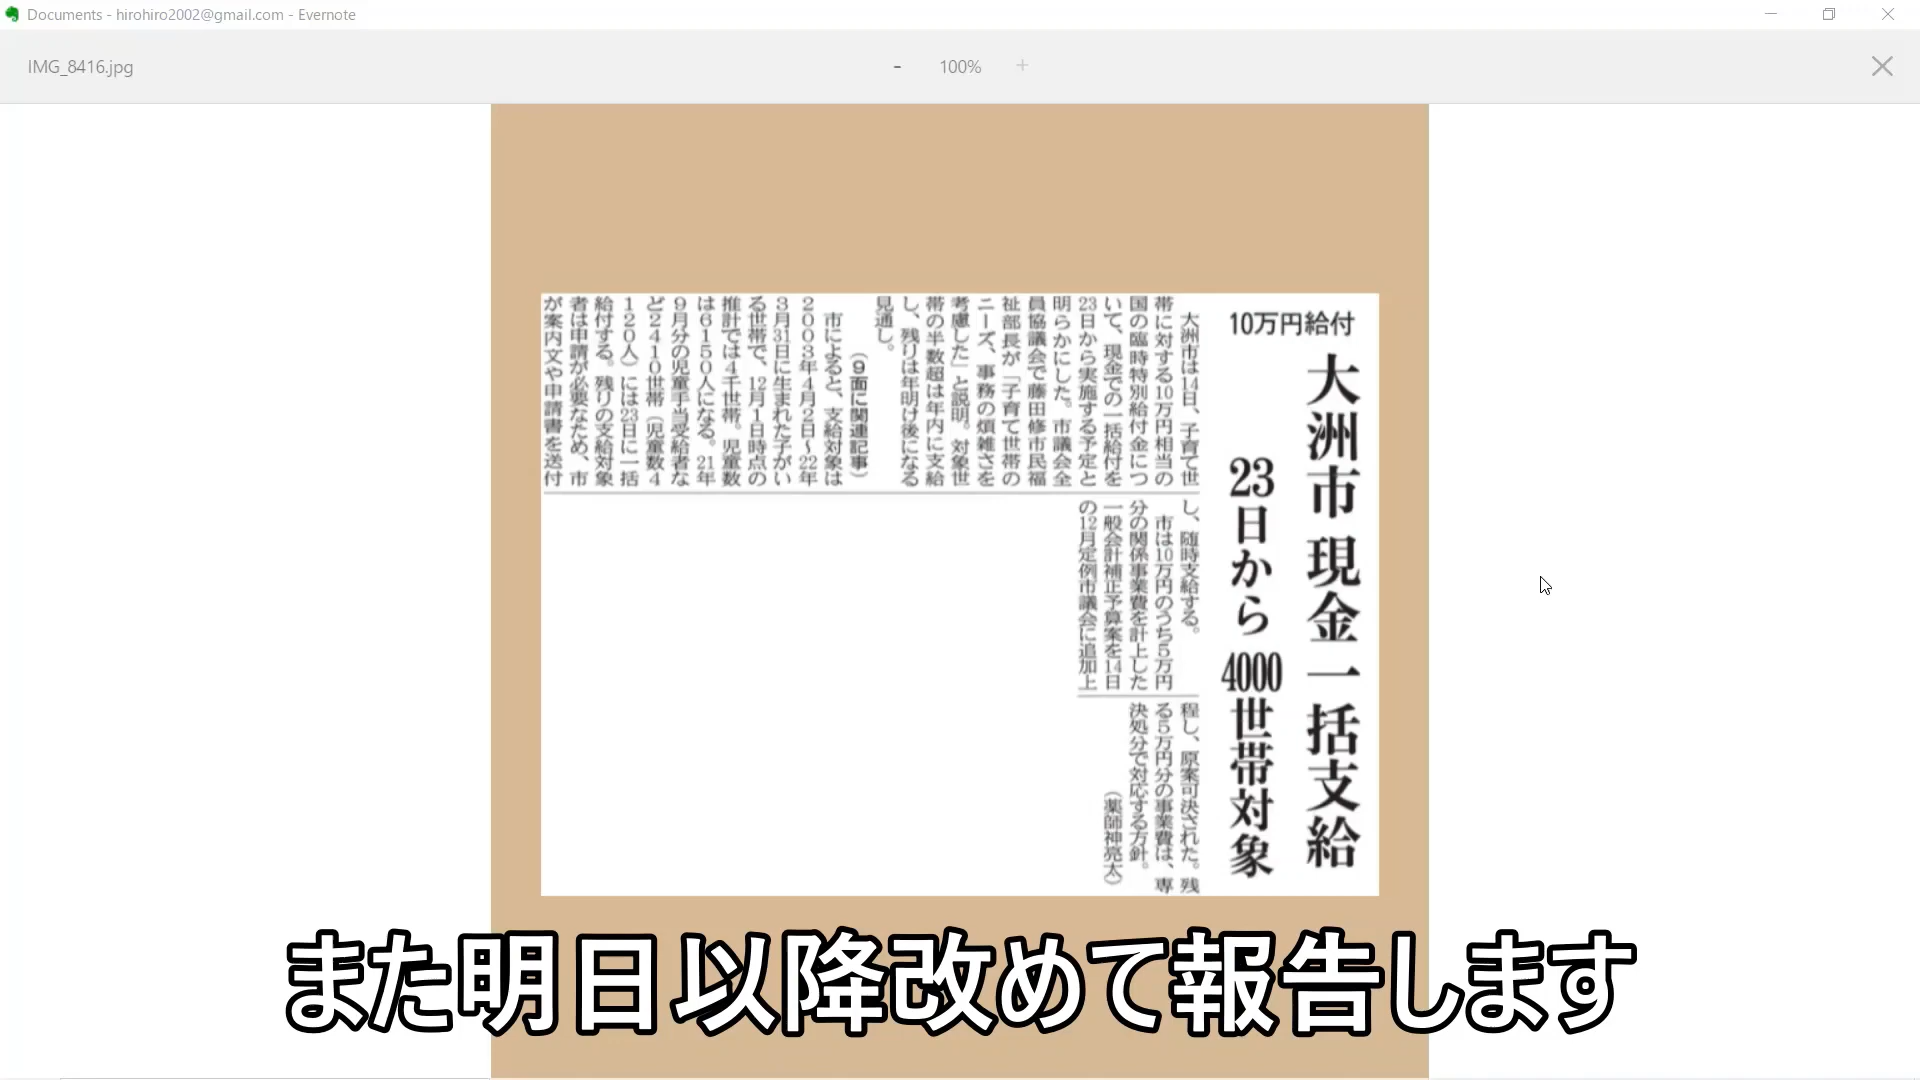 Documents - hirohiro2002@gmail.com - Evernote
IMG_8416.jpg
-
100%
+
10万円給付
大洲市 現金一括支給
23日から 4000世帯対象
大洲市は14日、子育て世
帯に対する10万円相当の
国の臨時特別給付金につ
いて、現金での一括給付を
23日から実施する予定と
明らかにした。市議会全
員協議会で藤田修市民福
祉部長が「子育て世帯の
ニーズ、事務の煩雑さを
考慮した」と説明。対象世
帯の半数超は年内に支給
し、残りは年明け後になる
見通し。
(9面に関連記事)
市によると、支給対象は
2003年4月2日~22年
3月31日に生まれた子がい
る世帯で、12月1日時点の
推計では4千世帯。児童数
は6150人になる。21年
9月分の児童手当受給者な
ど2410世帯(児童数4
120人)には23日に一括
給付する。残りの支給対象
者は申請が必要なため、市
が案内文や申請書を送付
し、随時支給する。
市は10万円のうち5万円
分の関係事業費を計上した
一般会計補正予算案を14日
の12月定例市議会に追加上
程し、原案可決された。残
る5万円分の事業費は、専
決処分で対応する方針。
(薬師神亮太)
また明日以降改めて報告します